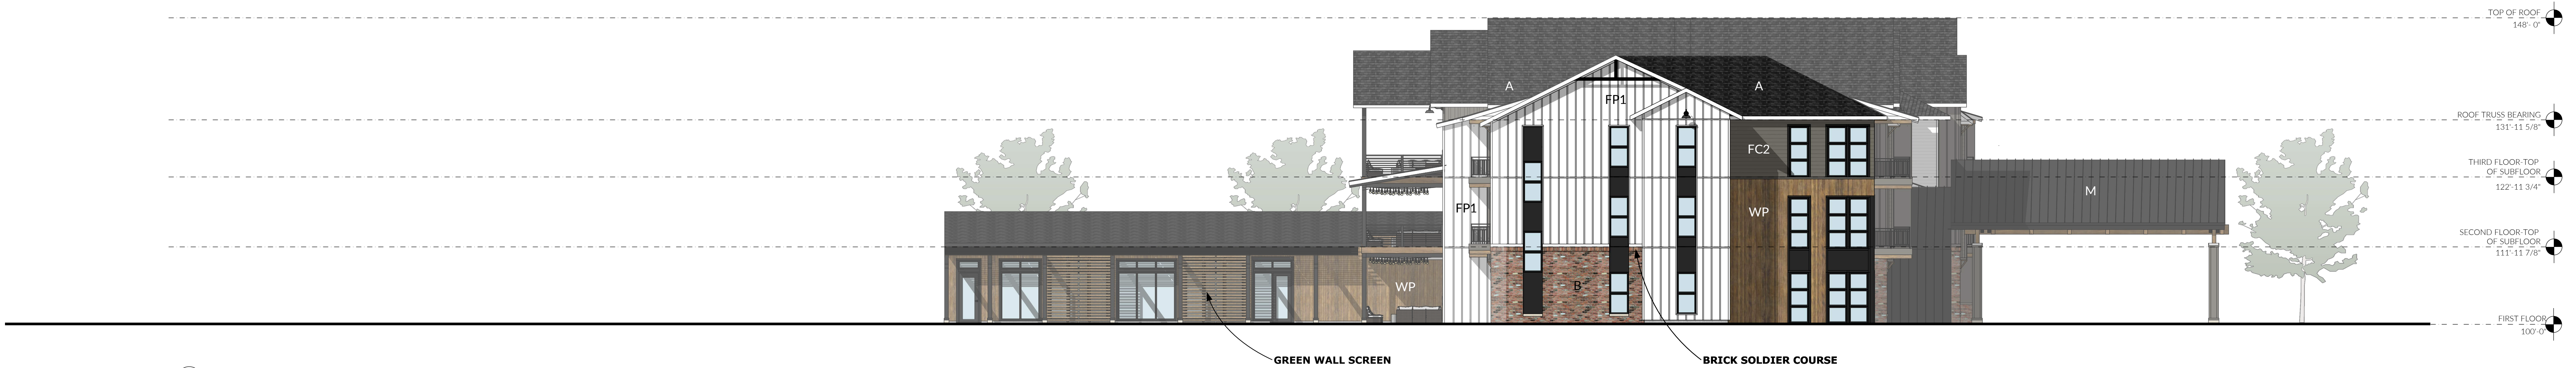 TOP OF ROOF
148'- 0"
A
A
FP1
ROOF TRUSS BEARING
131'-11 5/8"
FC2
THIRD FLOOR-TOP
OF SUBFLOOR
122'-11 3/4"
M
FP1
WP
SECOND FLOOR-TOP
OF SUBFLOOR
111'-11 7/8"
WP
B
FIRST FLOOR
100'-0"
GREEN WALL SCREEN
BRICK SOLDIER COURSE